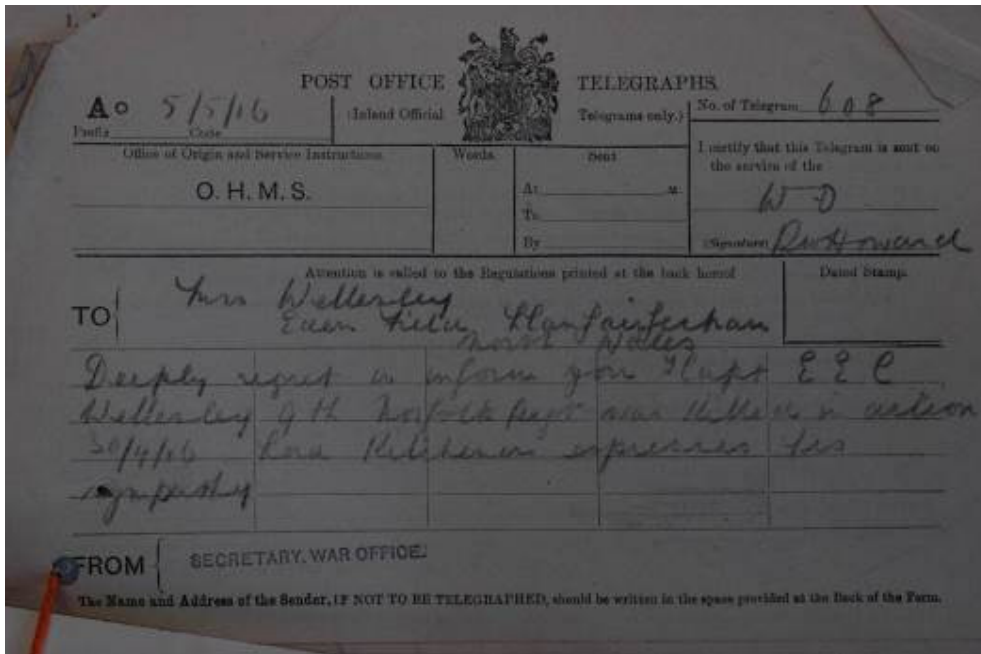 POST OFFICE TELEGRAPHS.
(Inland Official Telegrams only.)
A o 5/5/16
No. of Telegram 608
Prefix Code
Office of Origin and Service Instructions.
Words
Sent
I certify that this Telegram is sent on
the service of the
O. H. M. S.
At M.
W O
To
By
(Signature)
Attention is called to the Regulations printed at the back hereof
Dated Stamp.
TO
Mrs Wellesley
Llanfairfechan
North Wales
Deeply regret to inform you Capt E E C
Wellesley 9th Norfolk Regt was killed in action
30/4/16 Lord Kitchener expresses his
sympathy
FROM
SECRETARY, WAR OFFICE.
The Name and Address of the Sender, IF NOT TO BE TELEGRAPHED, should be written in the space provided at the Back of the Form.